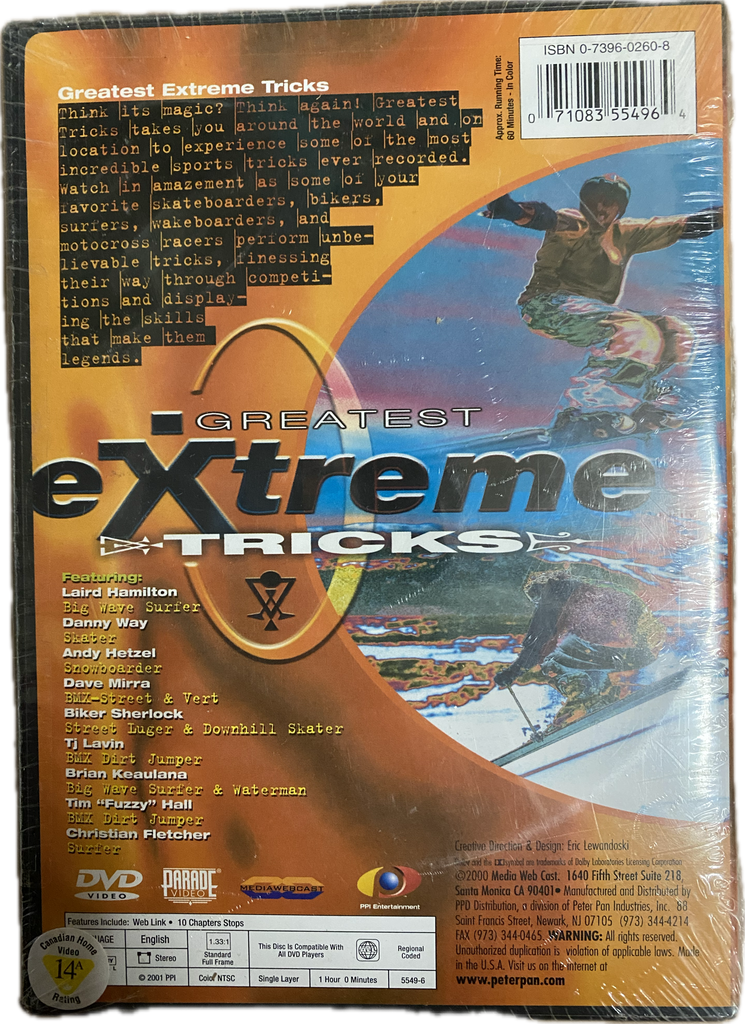 ISBN 0-7396-0260-8
0 71083 55496 4
Approx. Running Time:
60 Minutes - In Color
Greatest Extreme Tricks
Think its magic? Think again! Greatest
Tricks takes you around the world and on
location to experience some of the most
incredible sports tricks ever recorded.
Watch in amazement as some of your
favorite skateboarders, bikers,
surfers, wakeboarders, and
motocross racers perform unbe-
lievable tricks, finessing
their way through competi-
tions and display-
ing the skills
that make them
legends.
GREATEST
eXtreme
TRICKS
Featuring:
Laird Hamilton
Big Wave Surfer
Danny Way
Skater
Andy Hetzel
Snowboarder
Dave Mirra
BMX-Street & Vert
Biker Sherlock
Street Luger & Downhill Skater
Tj Lavin
BMX Dirt Jumper
Brian Keaulana
Big Wave Surfer & Waterman
Tim "Fuzzy" Hall
BMX Dirt Jumper
Christian Fletcher
Surfer
DVD
VIDEO
PARADE
VIDEO
MEDIAWEBCAST
PPI Entertainment
Creative Direction & Design: Eric Lewandoski
and the symbol are trademarks of Dolby Laboratories Licensing Corporation
©2000 Media Web Cast. 1640 Fifth Street Suite 218,
Santa Monica CA 90401• Manufactured and Distributed by
PPD Distribution, a division of Peter Pan Industries, Inc. 88
Saint Francis Street, Newark, NJ 07105 (973) 344-4214
FAX (973) 344-0465. WARNING: All rights reserved.
Unauthorized duplication is violation of applicable laws. Made
in the U.S.A. Visit us on the internet at
www.peterpan.com
Features Include: Web Link • 10 Chapters Stops
English
Stereo
1.33:1
Standard
Full Frame
This Disc Is Compatible With
All DVD Players
Regional
Coded
© 2001 PPI
Color NTSC
Single Layer
1 Hour 0 Minutes
5549-6
Canadian Home
Video
14A
Rating